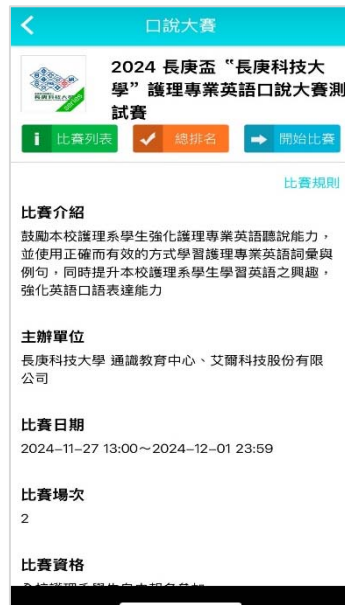 口說大賽
2024 長庚盃“長庚科技大
學”護理專業英語口說大賽測
試賽
比賽列表
總排名
開始比賽
比賽規則
比賽介紹
鼓勵本校護理系學生強化護理專業英語聽說能力，
並使用正確而有效的方式學習護理專業英語詞彙與
例句，同時提升本校護理系學生學習英語之興趣，
強化英語口語表達能力
主辦單位
長庚科技大學 通識教育中心、艾爾科技股份有限
公司
比賽日期
2024-11-27 13:00～2024-12-01 23:59
比賽場次
2
比賽資格